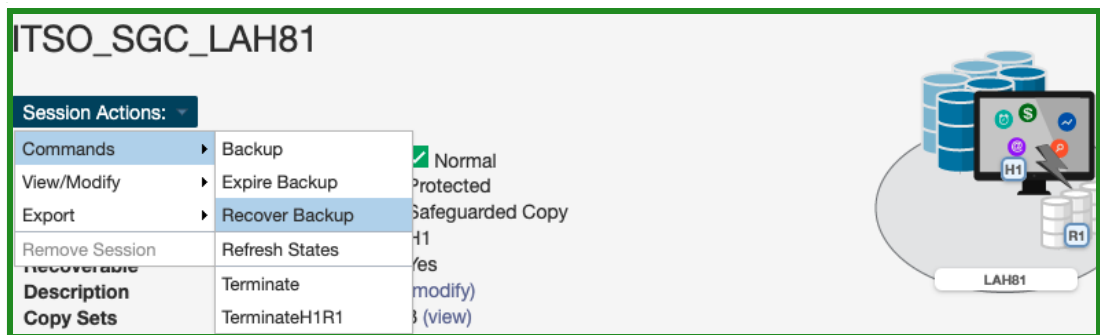 ITSO_SGC_LAH81
Session Actions:
Commands Backup Normal
View/Modify Expire Backup Protected
Export Recover Backup Safeguarded Copy
H1
Remove Session Refresh States
Recoverable Yes
Description Terminate (modify)
Copy Sets TerminateH1R1 (view)
H1
R1
LAH81